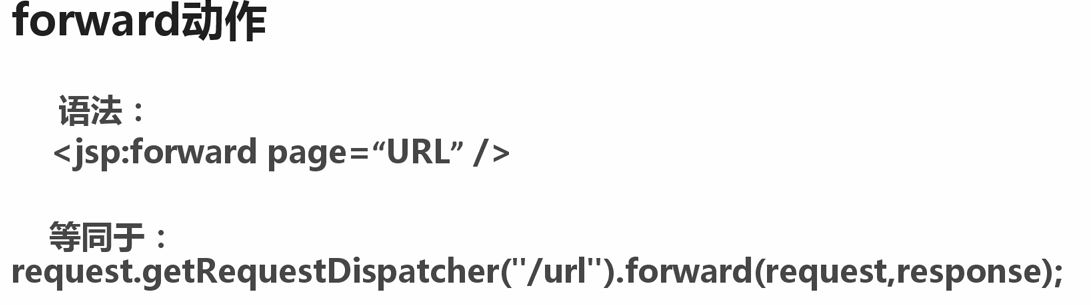 forward动作
语法：
<jsp:forward page=“URL” />
等同于：
request.getRequestDispatcher("/url").forward(request,response);